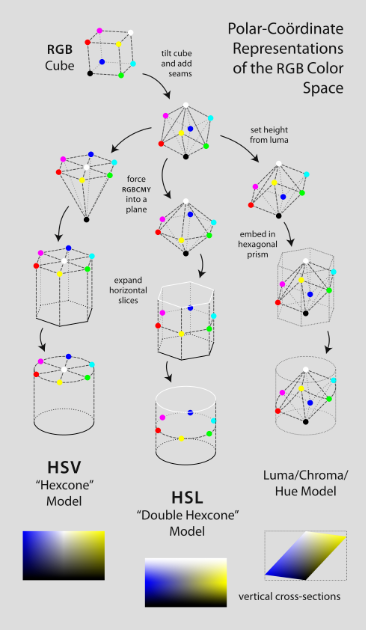 Polar-Coördinate
Representations
of the RGB Color
Space
RGB
Cube
tilt cube
and add
seams
set height
from luma
force
RGBCMY
into a
plane
embed in
hexagonal
prism
expand
horizontal
slices
HSV
“Hexcone”
Model
HSL
“Double Hexcone”
Model
Luma/Chroma/
Hue Model
vertical cross-sections